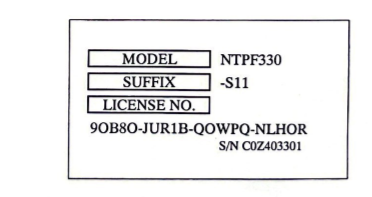 MODEL NTPF330
SUFFIX -S11
LICENSE NO.
9OB8O-JUR1B-QOWPQ-NLHOR
S/N C0Z403301